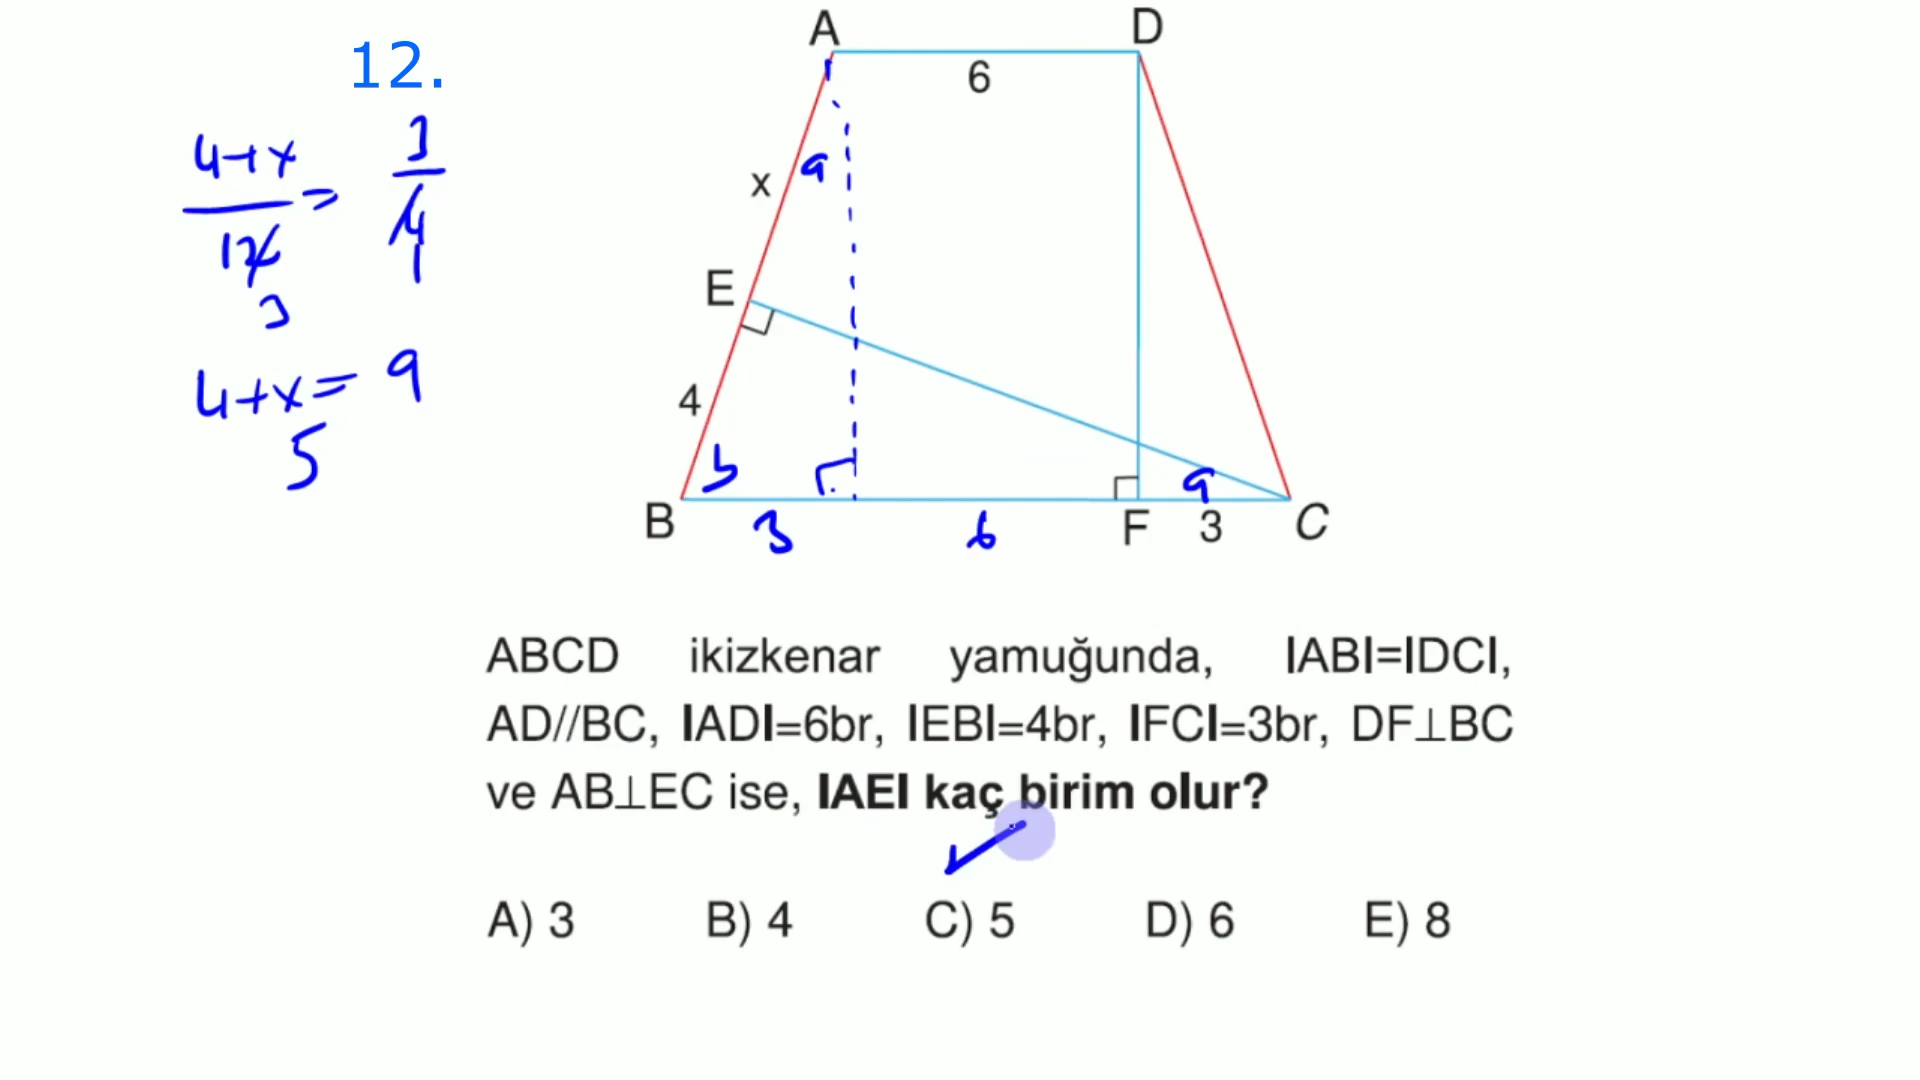 12.
4+x
12
=
3
4
3
1
4+x= 9
5
A
D
6
x
a
E
4
b
a
B
3
6
F
3
C
ABCD ikizkenar yamuğunda, IABI=IDCI,
AD//BC, IADI=6br, IEBI=4br, IFCI=3br, DF⊥BC
ve AB⊥EC ise, IAEI kaç birim olur?
A) 3 B) 4 C) 5 D) 6 E) 8